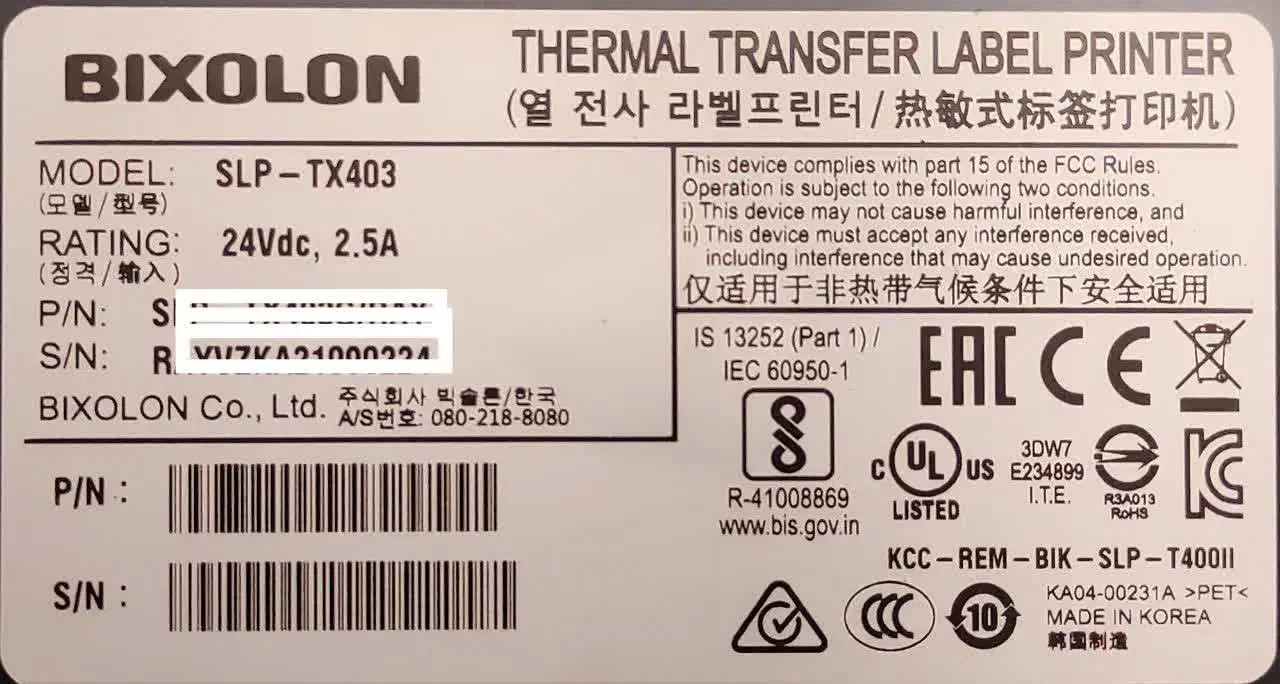 BIXOLON
THERMAL TRANSFER LABEL PRINTER
(열 전사 라벨프린터/热敏式标签打印机)
MODEL: SLP-TX403
(모델/型号)
RATING: 24Vdc, 2.5A
(정격/输入)
P/N:
S/N:
BIXOLON Co., Ltd. 주식회사 빅솔론/한국
A/S번호: 080-218-8080
This device complies with part 15 of the FCC Rules.
Operation is subject to the following two conditions.
i) This device may not cause harmful interference, and
ii) This device must accept any interference received,
including interference that may cause undesired operation.
仅适用于非热带气候条件下安全适用
IS 13252 (Part 1) /
IEC 60950-1
R-41008869
www.bis.gov.in
EAC CE
C UL US
LISTED
3DW7
E234899
I.T.E.
R3A013
RoHS
KC
KCC-REM-BIK-SLP-T400II
P/N :
S/N :
CCC
10
KA04-00231A >PET<
MADE IN KOREA
韩国制造